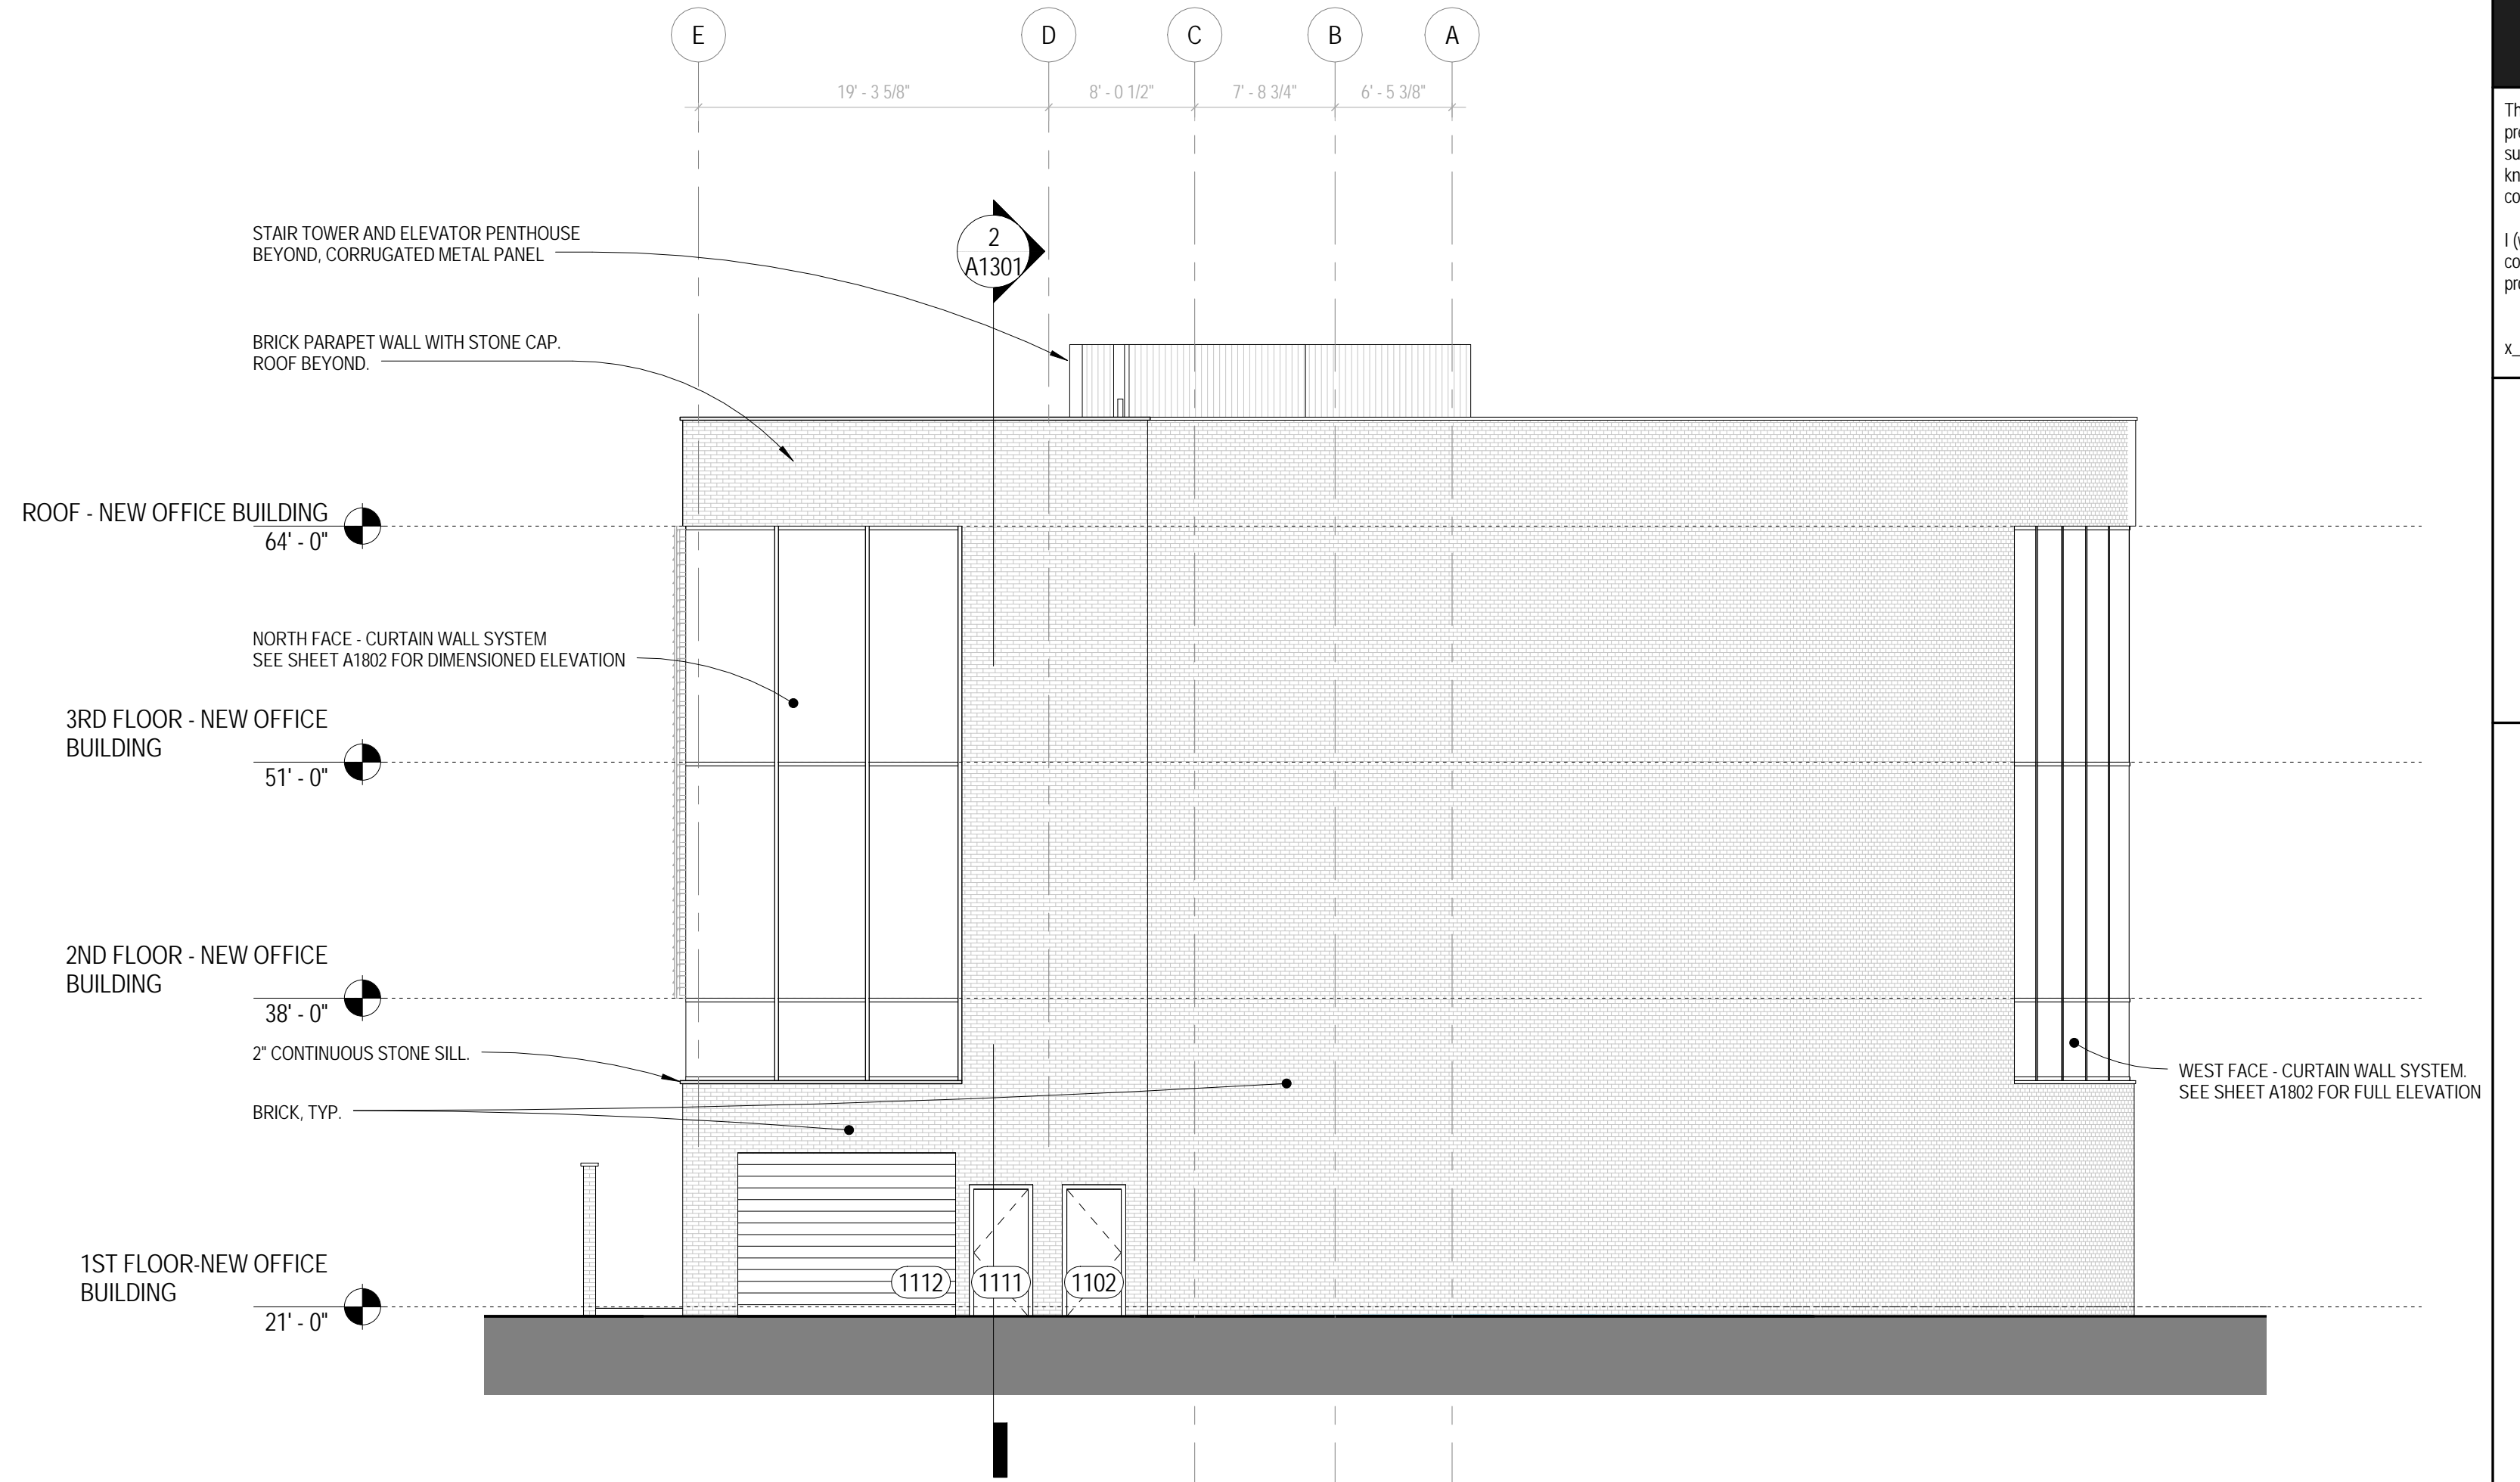 E
D
C
B
A
19' - 3 5/8"
8' - 0 1/2"
7' - 8 3/4"
6' - 5 3/8"
STAIR TOWER AND ELEVATOR PENTHOUSE
BEYOND, CORRUGATED METAL PANEL
2
A1301
BRICK PARAPET WALL WITH STONE CAP.
ROOF BEYOND.
ROOF - NEW OFFICE BUILDING
64' - 0"
NORTH FACE - CURTAIN WALL SYSTEM
SEE SHEET A1802 FOR DIMENSIONED ELEVATION
3RD FLOOR - NEW OFFICE
BUILDING
51' - 0"
2ND FLOOR - NEW OFFICE
BUILDING
38' - 0"
2" CONTINUOUS STONE SILL.
BRICK, TYP.
WEST FACE - CURTAIN WALL SYSTEM.
SEE SHEET A1802 FOR FULL ELEVATION
1112
1111
1102
1ST FLOOR-NEW OFFICE
BUILDING
21' - 0"
I (
x_